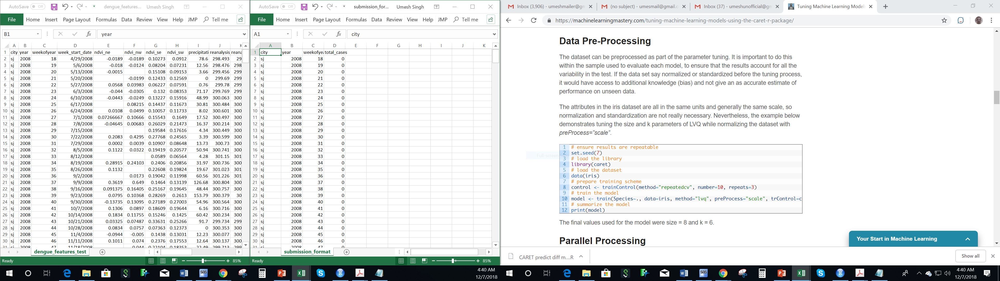 AutoSave Off dengue_features... Umesh Singh
File Home Insert Page Layout Formulas Data Review View Help JMP Tell me
B1 fx year
A B C D E F G H I J K
1 city year weekofyear week_start_date ndvi_ne ndvi_nw ndvi_se ndvi_sw precipitati reanalysis reana
2 sj 2008 18 4/29/2008 -0.0189 -0.0189 0.10273 0.0912 78.6 298.493 29
3 sj 2008 19 5/6/2008 -0.018 -0.0124 0.08204 0.07231 12.56 298.476 298
4 sj 2008 20 5/13/2008 -0.0015 0.15108 0.09153 3.66 299.456 299
5 sj 2008 21 5/20/2008 -0.0199 0.12433 0.12569 0 299.69 299
6 sj 2008 22 5/27/2008 0.0568 0.03983 0.06227 0.07591 0.76 299.78 299
7 sj 2008 23 6/3/2008 -0.044 -0.0305 0.132 0.08353 71.17 299.769 299
8 sj 2008 24 6/10/2008 -0.0443 -0.0249 0.13227 0.15916 48.99 300.063 300
9 sj 2008 25 6/17/2008 0.08215 0.14437 0.11673 30.81 300.484 300
10 sj 2008 26 6/24/2008 0.0108 0.0499 0.10057 0.11733 8.02 300.601 300
11 sj 2008 27 7/1/2008 0.07266667 0.10666 0.15543 0.1649 17.52 300.497 300
12 sj 2008 28 7/8/2008 -0.04645 0.00683 0.26029 0.21473 16.37 300.214 300
13 sj 2008 29 7/15/2008 0.19584 0.17616 4.34 300.449 300
14 sj 2008 30 7/22/2008 0.2083 0.4295 0.27768 0.24565 3.39 300.599 300
15 sj 2008 31 7/29/2008 0.0002 0.0039 0.10907 0.08648 13.73 300.73 300
16 sj 2008 32 8/5/2008 0.1122 0.0322 0.19419 0.20577 50.94 300.741 300
17 sj 2008 33 8/12/2008 0.0589 0.06564 4.28 301.15 301
18 sj 2008 34 8/19/2008 0.28915 0.24103 0.2406 0.20856 31.97 300.736 300
19 sj 2008 35 8/26/2008 0.1132 0.22608 0.19824 19.67 301.023 301
20 sj 2008 36 9/2/2008 0.0173 0.19042 0.11998 60.56 301.226 301
21 sj 2008 37 9/9/2008 0.3619 0.649 0.1464 0.13139 126.68 300.804 300
22 sj 2008 38 9/16/2008 0.091375 0.16405 0.25167 0.19645 48.44 300.757 300
23 sj 2008 39 9/23/2008 0.0795 0.10368 0.28269 0.2613 153.79 300.379 30
24 sj 2008 40 9/30/2008 -0.13735 0.13095 0.27189 0.27003 54.96 300.564 300
25 sj 2008 41 10/7/2008 0.1306 0.0897 0.18609 0.19644 6.16 300.716 300
26 sj 2008 42 10/14/2008 0.1834 0.11755 0.15246 0.1425 60.42 300.234 300
27 sj 2008 43 10/21/2008 0.03325 0.07487 0.33631 0.25266 91.7 299.734 299
28 sj 2008 44 10/28/2008 0.0834 0.0757 0.07363 0.12373 0 300.353 300
29 sj 2008 45 11/4/2008 -0.0944 -0.005 0.1438 0.13031 12.23 300.077 300
30 sj 2008 46 11/11/2008 0.1011 0.074 0.2376 0.17553 12.64 300.137 300
31 sj 2008 47 11/18/2008 0.044 0.22104 0.18353 22.49 299.713 299
dengue_features_test
Ready 85%
AutoSave Off submission_for... Umesh Singh
File Home Insert Page Layout Formulas Data Review View Help JMP Tell me
A1 fx city
A B C D E F G H I J K
1 city year weekofyea total_cases
2 sj 2008 18 0
3 sj 2008 19 0
4 sj 2008 20 0
5 sj 2008 21 0
6 sj 2008 22 0
7 sj 2008 23 0
8 sj 2008 24 0
9 sj 2008 25 0
10 sj 2008 26 0
11 sj 2008 27 0
12 sj 2008 28 0
13 sj 2008 29 0
14 sj 2008 30 0
15 sj 2008 31 0
16 sj 2008 32 0
17 sj 2008 33 0
18 sj 2008 34 0
19 sj 2008 35 0
20 sj 2008 36 0
21 sj 2008 37 0
22 sj 2008 38 0
23 sj 2008 39 0
24 sj 2008 40 0
25 sj 2008 41 0
26 sj 2008 42 0
27 sj 2008 43 0
28 sj 2008 44 0
29 sj 2008 45 0
30 sj 2008 46 0
31 sj 2008 47 0
submission_format
Ready 85%
Inbox (3,906) - umeshmailer@gm (no subject) - umesmail@gmail.c Inbox (37) - umeshunofficial@gm Tuning Machine Learning Model
https://machinelearningmastery.com/tuning-machine-learning-models-using-the-caret-r-package/
Data Pre-Processing
The dataset can be preprocessed as part of the parameter tuning. It is important to do this
within the sample used to evaluate each model, to ensure that the results account for all the
variability in the test. If the data set say normalized or standardized before the tuning process,
it would have access to additional knowledge (bias) and not give an as accurate estimate of
performance on unseen data.
The attributes in the iris dataset are all in the same units and generally the same scale, so
normalization and standardization are not really necessary. Nevertheless, the example below
demonstrates tuning the size and k parameters of LVQ while normalizing the dataset with
preProcess=”scale”.
Full-screen
1 # ensure results are repeatable
2 set.seed(7)
3 # load the library
4 library(caret)
5 # load the dataset
6 data(iris)
7 # prepare training scheme
8 control <- trainControl(method="repeatedcv", number=10, repeats=3)
9 # train the model
10 model <- train(Species~., data=iris, method="lvq", preProcess="scale", trControl=c
11 # summarize the model
12 print(model)
The final values used for the model were size = 8 and k = 6.
Parallel Processing
Your Start in Machine Learning
CARET predict diff m....R
Show all
4:40 AM
12/7/2018
4:40 AM
12/7/2018